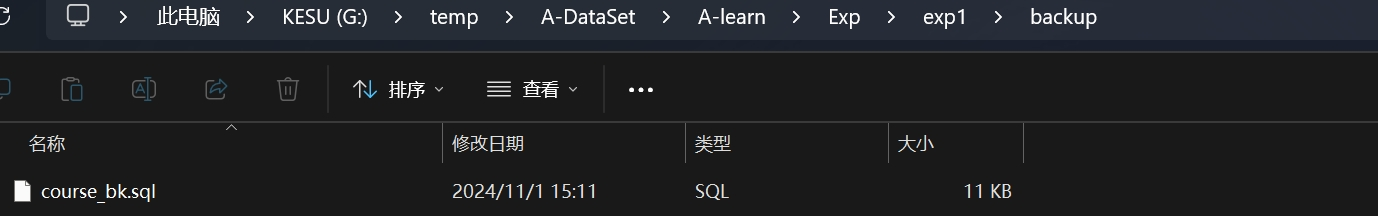 此电脑 > KESU (G:) > temp > A-DataSet > A-learn > Exp > exp1 > backup
排序 查看
名称 修改日期 类型 大小
course_bk.sql 2024/11/1 15:11 SQL 11 KB